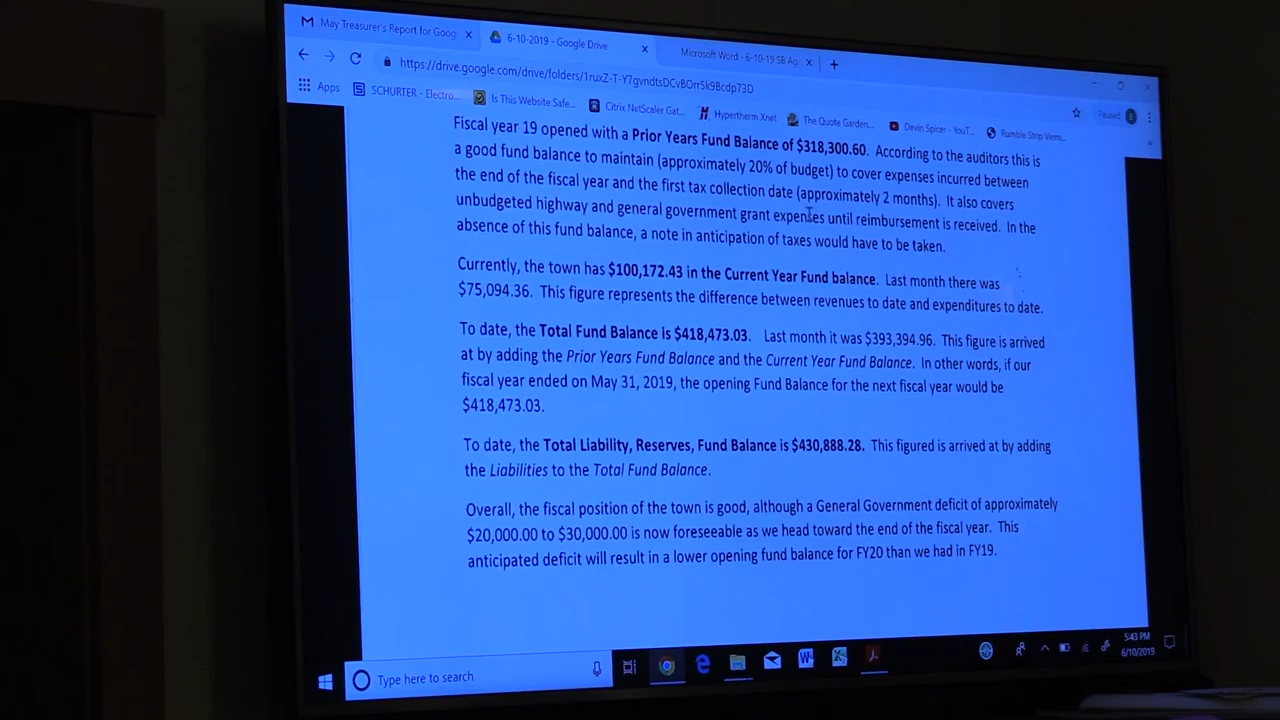 May Treasurer's Report for Goog
6-10-2019 - Google Drive
Microsoft Word - 6-10-19 SB Ag
https://drive.google.com/drive/folders/1ruxZ-T-Y7gvndtsDCvBOrrSk9Bcdp73D
Apps
SCHURTER - Electro...
Is This Website Safe...
Citrix NetScaler Gat...
Hypertherm Xnet
The Quote Garden...
Devin Spicer - YouT...
Rumble Strip Verm...
Paused
Fiscal year 19 opened with a Prior Years Fund Balance of $318,300.60. According to the auditors this is
a good fund balance to maintain (approximately 20% of budget) to cover expenses incurred between
the end of the fiscal year and the first tax collection date (approximately 2 months). It also covers
unbudgeted highway and general government grant expenses until reimbursement is received. In the
absence of this fund balance, a note in anticipation of taxes would have to be taken.
Currently, the town has $100,172.43 in the Current Year Fund balance. Last month there was
$75,094.36. This figure represents the difference between revenues to date and expenditures to date.
To date, the Total Fund Balance is $418,473.03. Last month it was $393,394.96. This figure is arrived
at by adding the Prior Years Fund Balance and the Current Year Fund Balance. In other words, if our
fiscal year ended on May 31, 2019, the opening Fund Balance for the next fiscal year would be
$418,473.03.
To date, the Total Liability, Reserves, Fund Balance is $430,888.28. This figured is arrived at by adding
the Liabilities to the Total Fund Balance.
Overall, the fiscal position of the town is good, although a General Government deficit of approximately
$20,000.00 to $30,000.00 is now foreseeable as we head toward the end of the fiscal year. This
anticipated deficit will result in a lower opening fund balance for FY20 than we had in FY19.
Type here to search
5:43 PM
6/10/2019